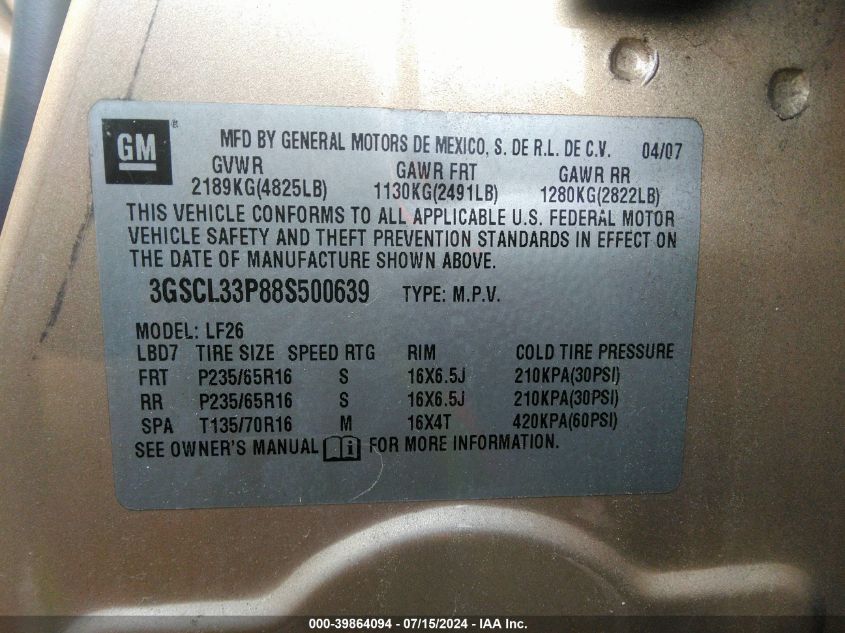 GM®
MFD BY GENERAL MOTORS DE MEXICO, S. DE R.L. DE C.V. 04/07
GVWR GAWR FRT GAWR RR
2189KG(4825LB) 1130KG(2491LB) 1280KG(2822LB)
THIS VEHICLE CONFORMS TO ALL APPLICABLE U.S. FEDERAL MOTOR
VEHICLE SAFETY AND THEFT PREVENTION STANDARDS IN EFFECT ON
THE DATE OF MANUFACTURE SHOWN ABOVE.
3GSCL33P88S500639 TYPE: M.P.V.
MODEL: LF26
LBD7 TIRE SIZE SPEED RTG RIM COLD TIRE PRESSURE
FRT P235/65R16 S 16X6.5J 210KPA(30PSI)
RR P235/65R16 S 16X6.5J 210KPA(30PSI)
SPA T135/70R16 M 16X4T 420KPA(60PSI)
SEE OWNER'S MANUAL FOR MORE INFORMATION.
000-39864094 - 07/15/2024 - IAA Inc.